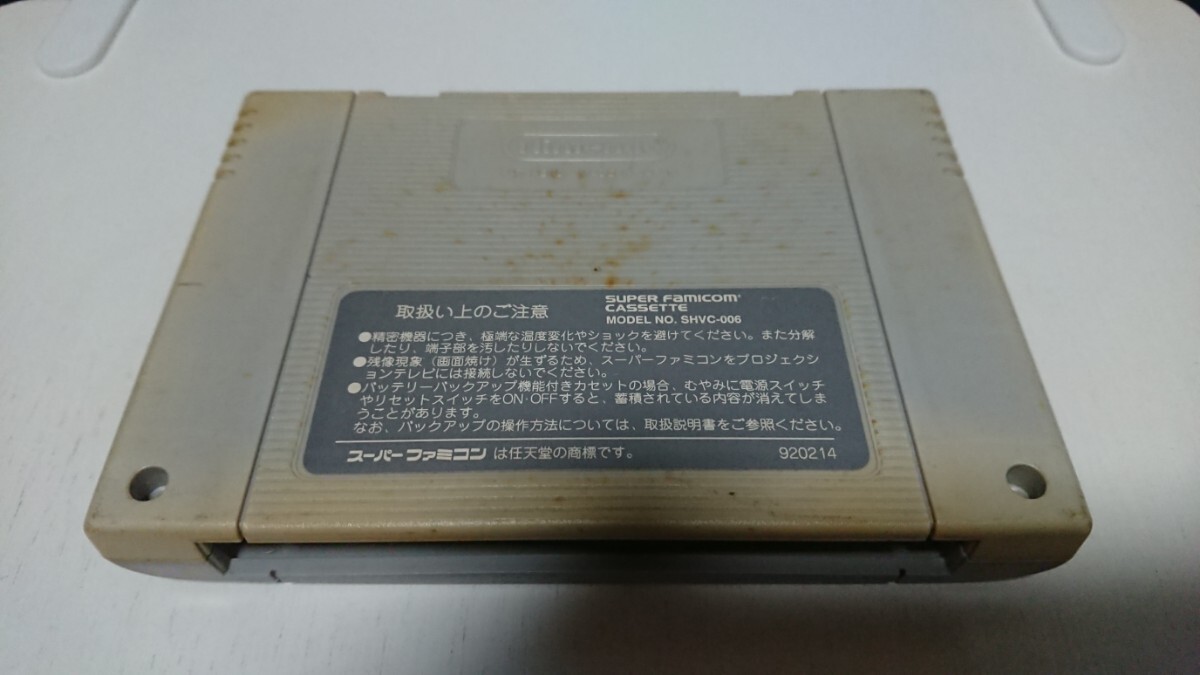 Nintendo
取扱い上のご注意
SUPER FAMICOM
CASSETTE
MODEL NO. SHVC-006
●精密機器につき、極端な温度変化やショックを避けてください。また分解
したり、端子部を汚したりしないでください。
●残像現象（画面焼け）が生ずるため、スーパーファミコンをプロジェクシ
ョンテレビには接続しないでください。
●バッテリーバックアップ機能付きカセットの場合、むやみに電源スイッチ
やリセットスイッチをON・OFFすると、蓄積されている内容が消えてしま
うことがあります。
なお、バックアップの操作方法については、取扱説明書をご参照ください。
スーパーファミコンは任天堂の商標です。
920214